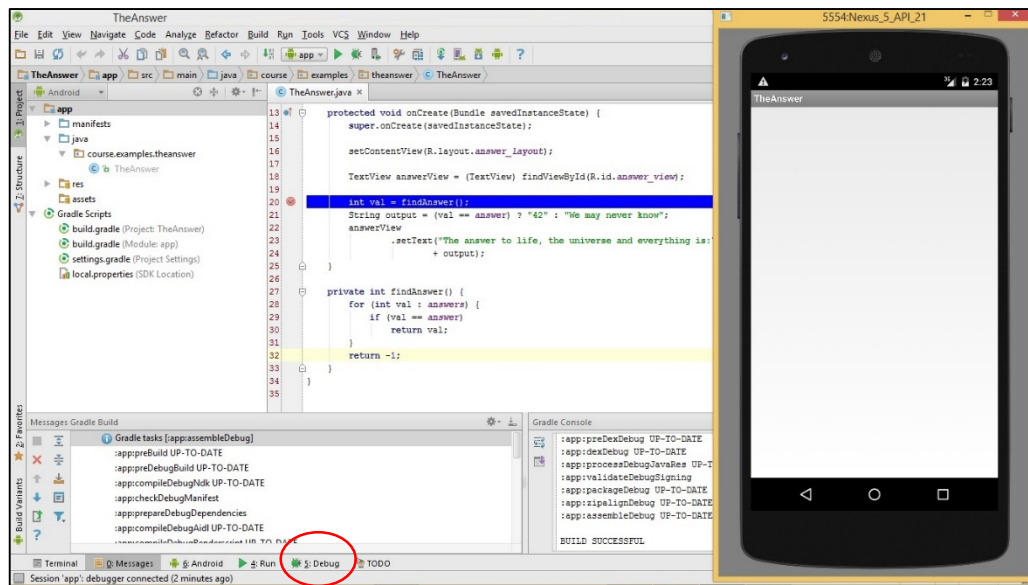 TheAnswer
File Edit View Navigate Code Analyze Refactor Build Run Tools VCS Window Help
app
TheAnswer app src main java course examples theanswer TheAnswer
Android
TheAnswer.java
1: Project
7: Structure
2: Favorites
Build Variants
app
manifests
java
course.examples.theanswer
TheAnswer
res
assets
Gradle Scripts
build.gradle (Project: TheAnswer)
build.gradle (Module: app)
settings.gradle (Project Settings)
local.properties (SDK Location)
13 protected void onCreate(Bundle savedInstanceState) {
14 super.onCreate(savedInstanceState);
15
16 setContentView(R.layout.answer_layout);
17
18 TextView answerView = (TextView) findViewById(R.id.answer_view);
19
20 int val = findAnswer();
21 String output = (val == answer) ? "42" : "We may never know";
22 answerView
23 .setText("The answer to life, the universe and everything is:
24 + output);
25 }
26
27 private int findAnswer() {
28 for (int val : answers) {
29 if (val == answer)
30 return val;
31 }
32 return -1;
33 }
34 }
35
Messages Gradle Build
Gradle tasks [:app:assembleDebug]
:app:preBuild UP-TO-DATE
:app:preDebugBuild UP-TO-DATE
:app:compileDebugNdk UP-TO-DATE
:app:checkDebugManifest
:app:prepareDebugDependencies
:app:compileDebugAidl UP-TO-DATE
:app:compileDebugRenderscript UP-TO-DATE
Gradle Console
:app:preDexDebug UP-TO-DATE
:app:dexDebug UP-TO-DATE
:app:processDebugJavaRes UP-T
:app:validateDebugSigning
:app:packageDebug UP-TO-DATE
:app:zipalignDebug UP-TO-DATE
:app:assembleDebug UP-TO-DATE
BUILD SUCCESSFUL
Terminal 0: Messages 6: Android 4: Run 5: Debug TODO
Session 'app': debugger connected (2 minutes ago)
5554:Nexus_5_API_21
3G 2:23
TheAnswer